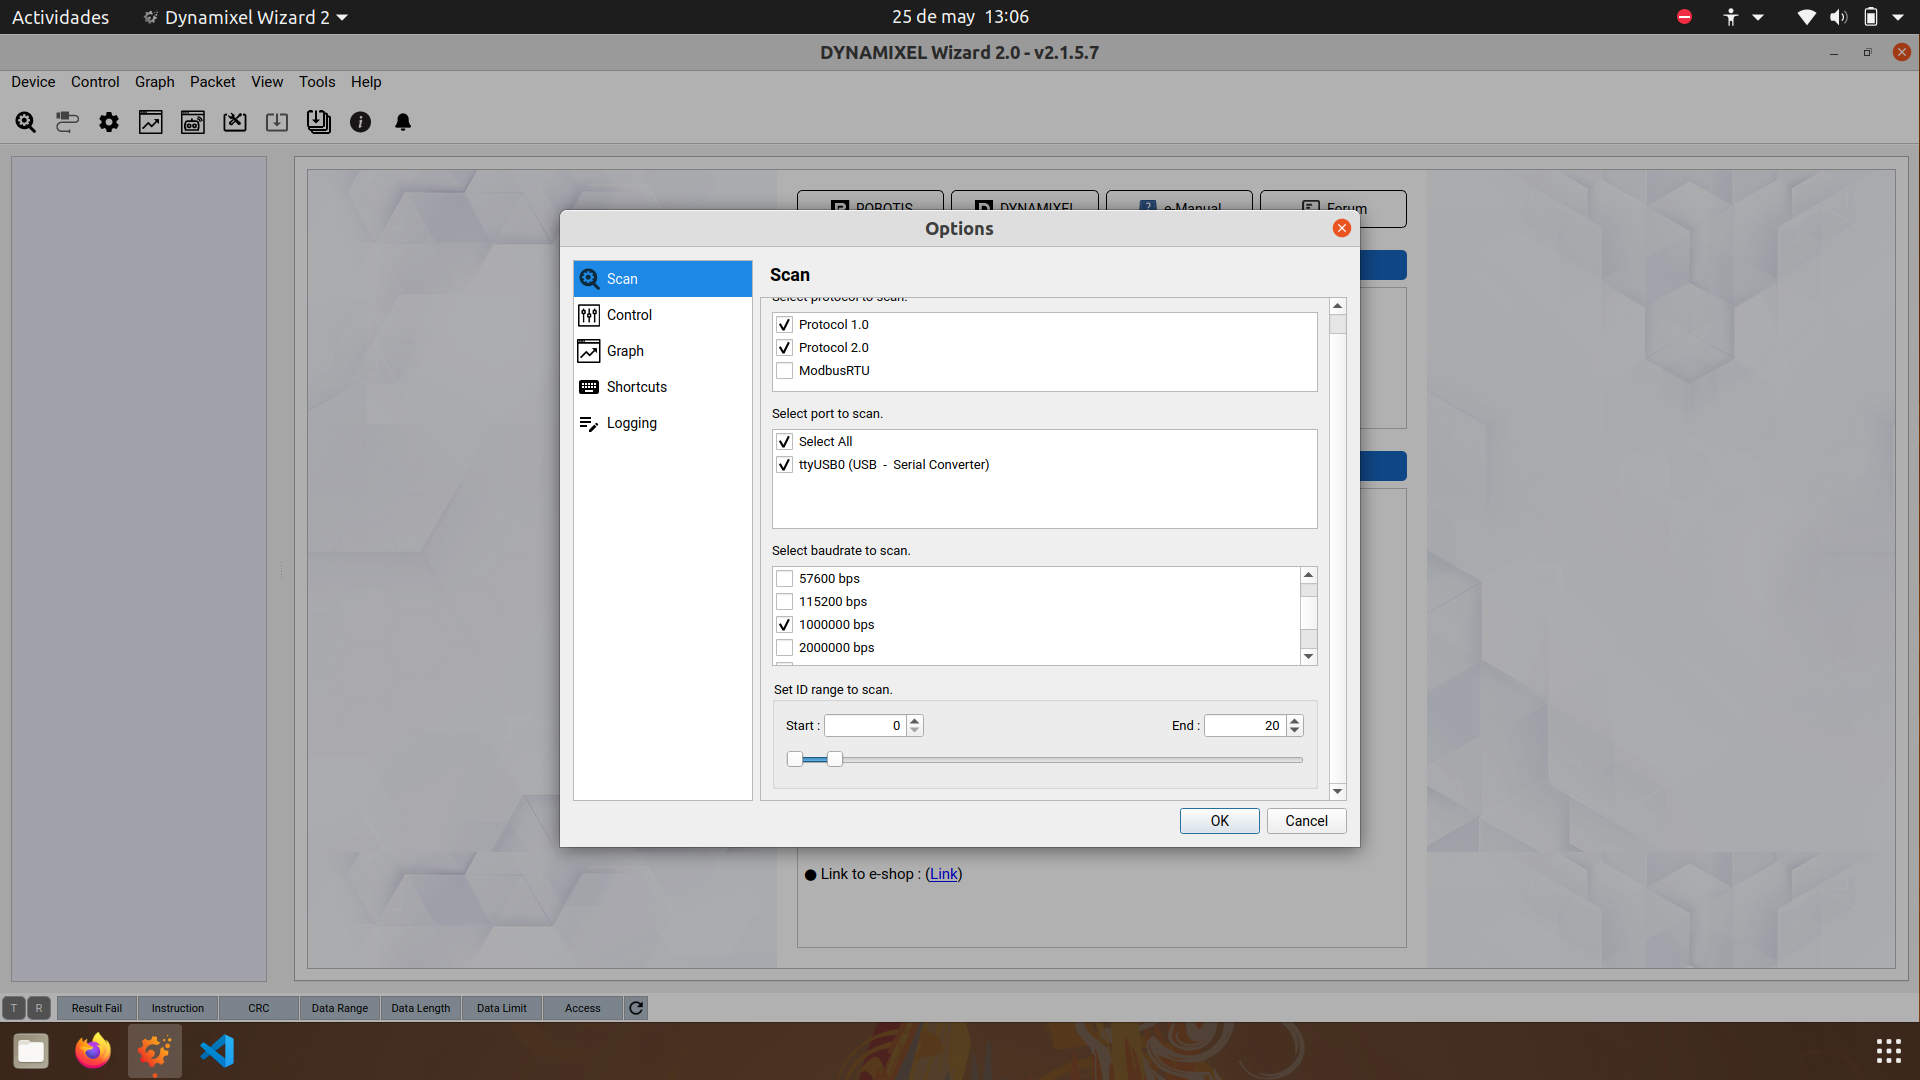 Actividades Dynamixel Wizard 2 25 de may 13:06
DYNAMIXEL Wizard 2.0 - v2.1.5.7
Device Control Graph Packet View Tools Help
ROBOTIS DYNAMIXEL e-Manual Forum
Options
Scan
Control
Graph
Shortcuts
Logging
Scan
Select protocol to scan.
Protocol 1.0
Protocol 2.0
ModbusRTU
Select port to scan.
Select All
ttyUSB0 (USB - Serial Converter)
Select baudrate to scan.
57600 bps
115200 bps
1000000 bps
2000000 bps
Set ID range to scan.
Start : 0 End : 20
OK Cancel
● Link to e-shop : (Link)
T R Result Fail Instruction CRC Data Range Data Length Data Limit Access